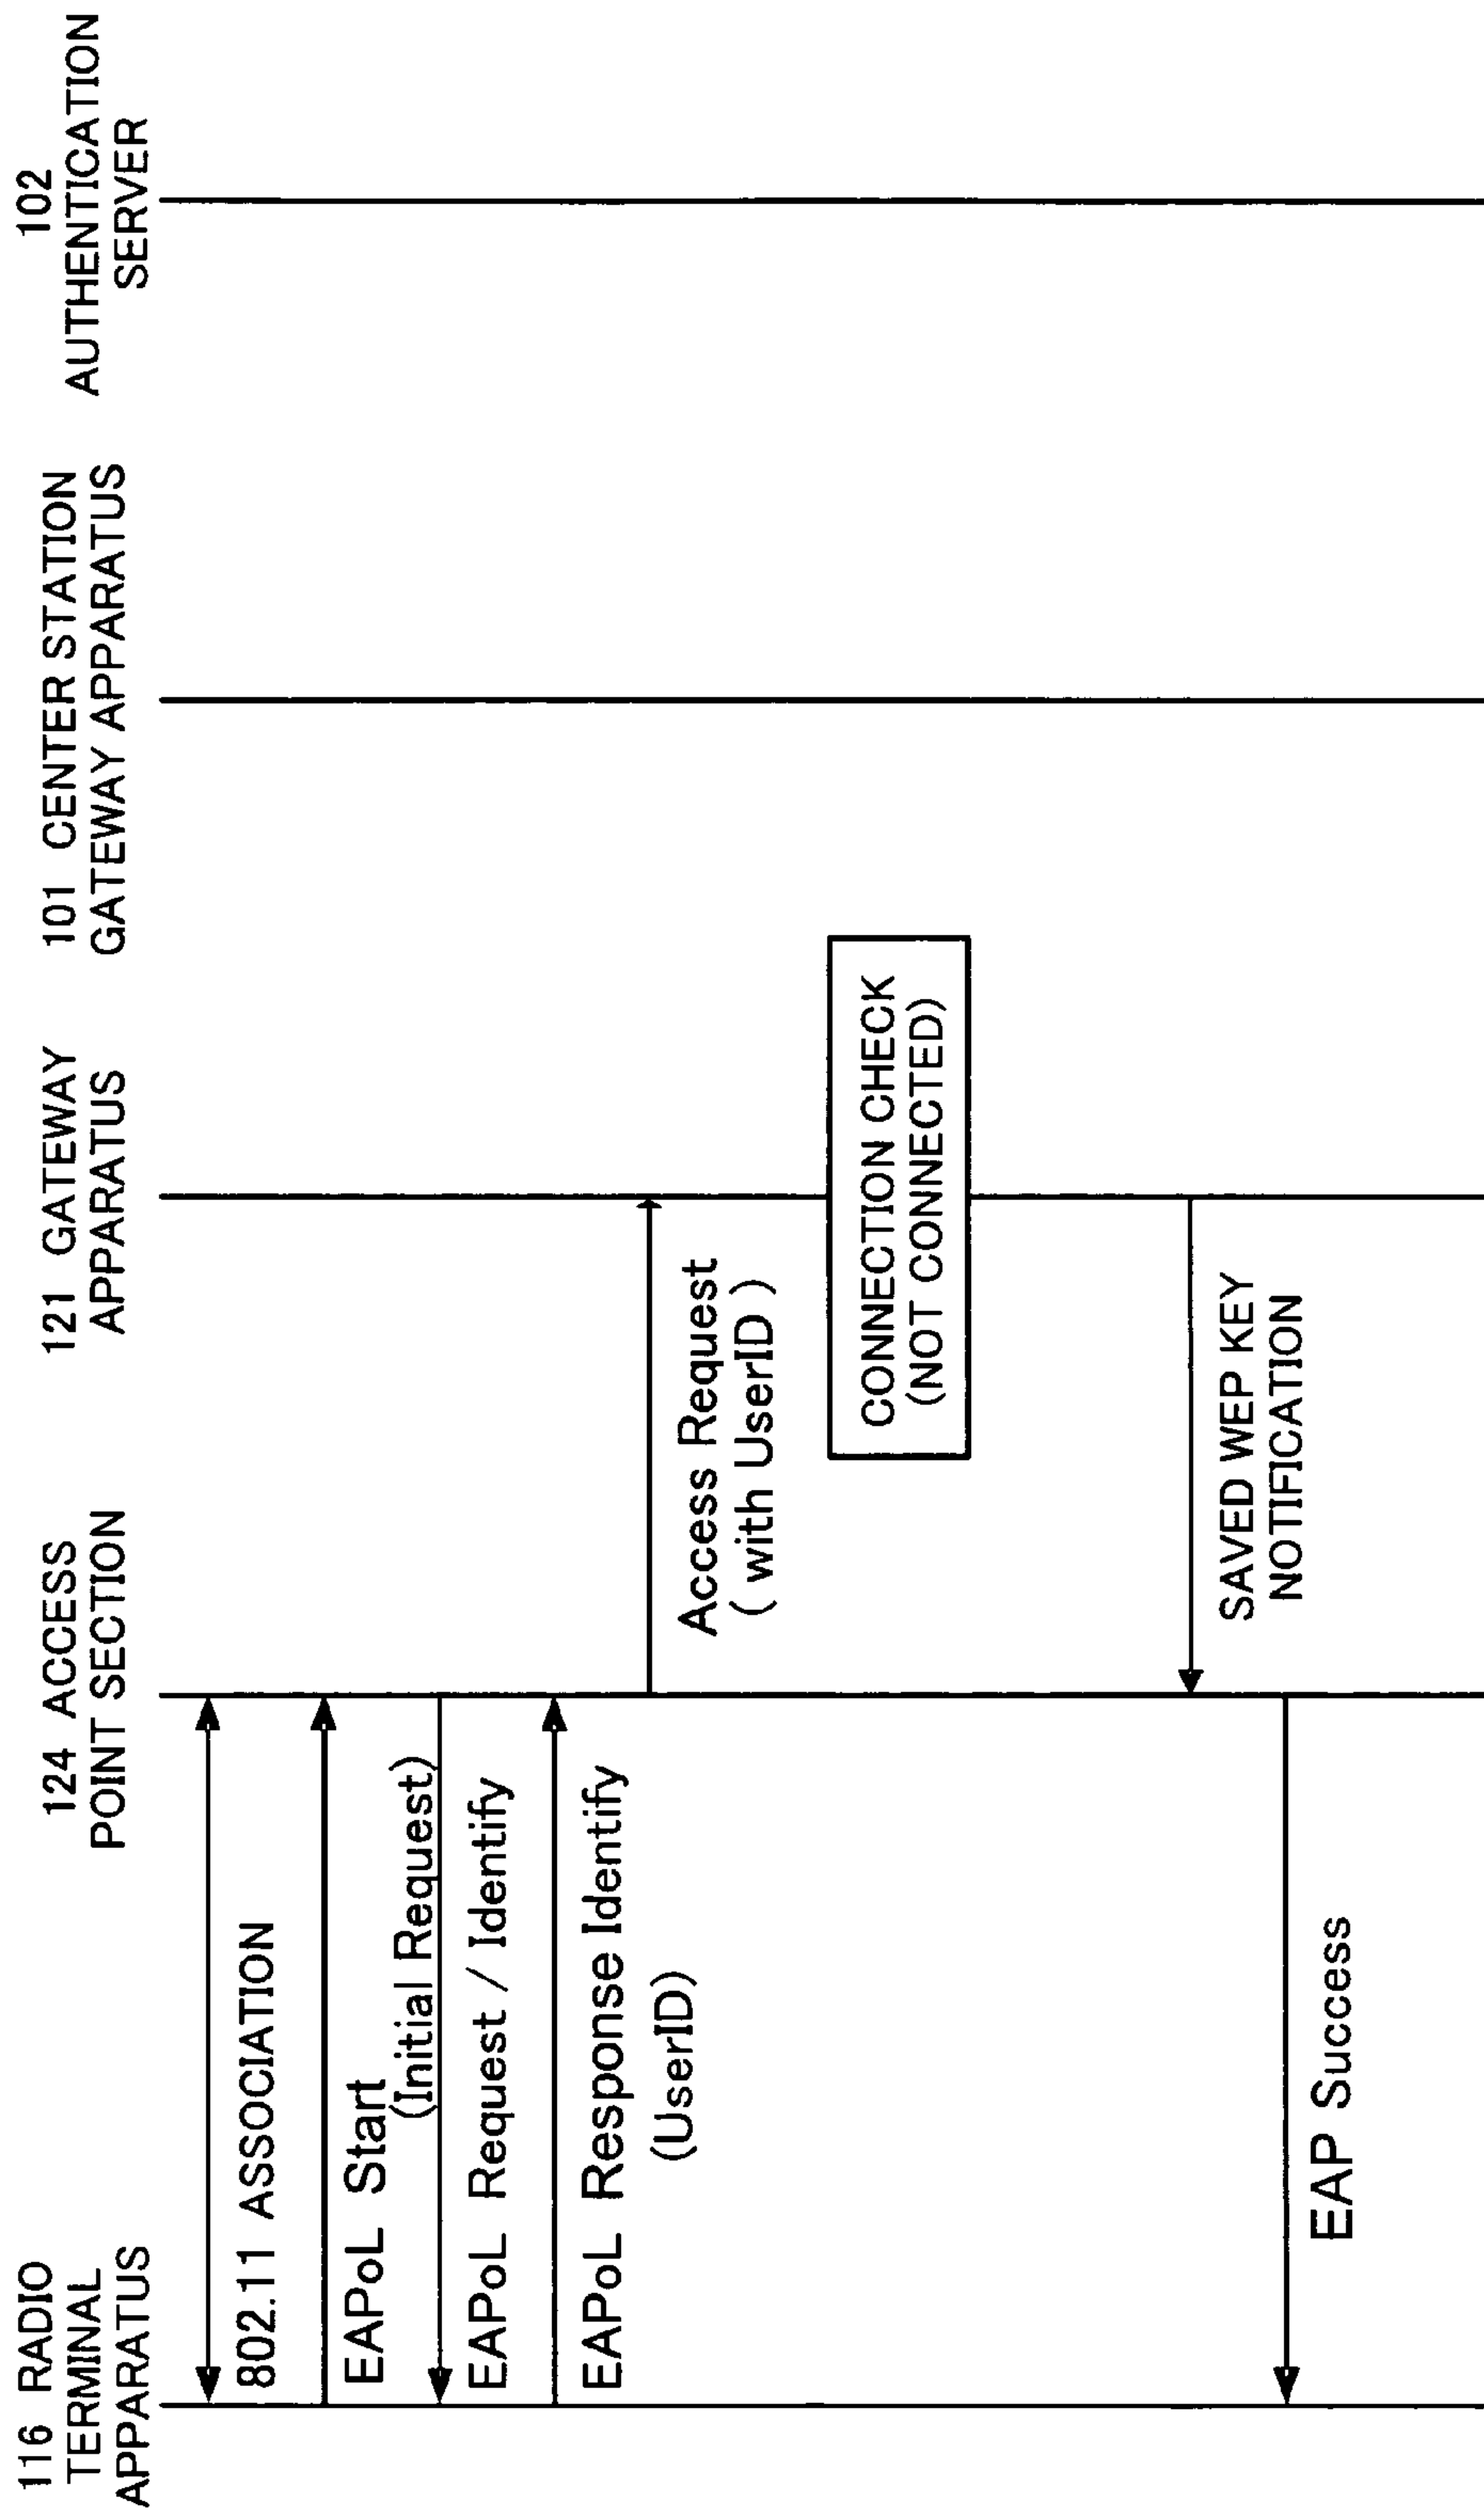 116 RADIO
TERMINAL
APPARATUS
124 ACCESS
POINT SECTION
121 GATEWAY
APPARATUS
101 CENTER STATION
GATEWAY APPARATUS
102
AUTHENTICATION
SERVER
802.11 ASSOCIATION
EAPoL Start
(Initial Request)
EAPoL Request / Identify
EAPoL Response Identify
(UserID)
Access Request
( with UserID )
CONNECTION CHECK
(NOT CONNECTED)
SAVED WEP KEY
NOTIFICATION
EAP Success